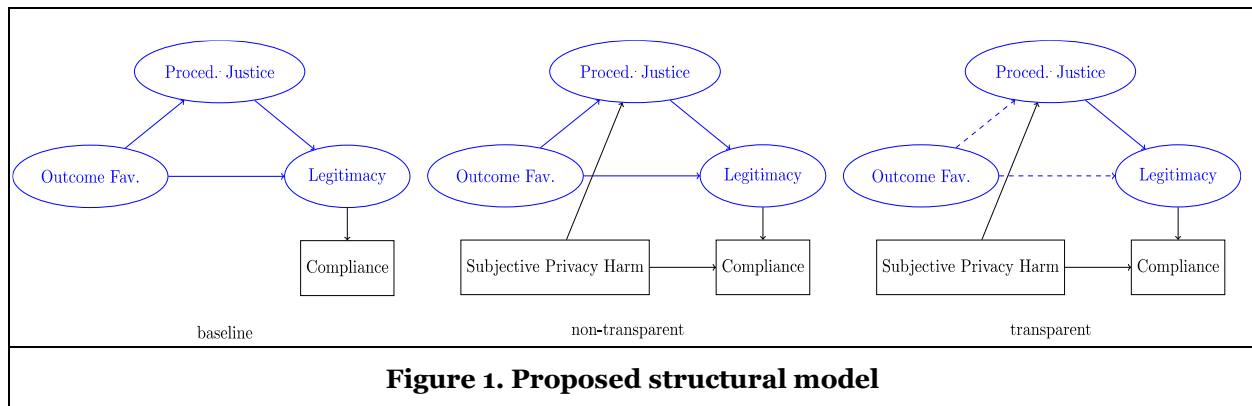 Proced. Justice
Outcome Fav.
Legitimacy
Compliance
baseline
Proced. Justice
Outcome Fav.
Legitimacy
Subjective Privacy Harm
Compliance
non-transparent
Proced. Justice
Outcome Fav.
Legitimacy
Subjective Privacy Harm
Compliance
transparent
Figure 1. Proposed structural model